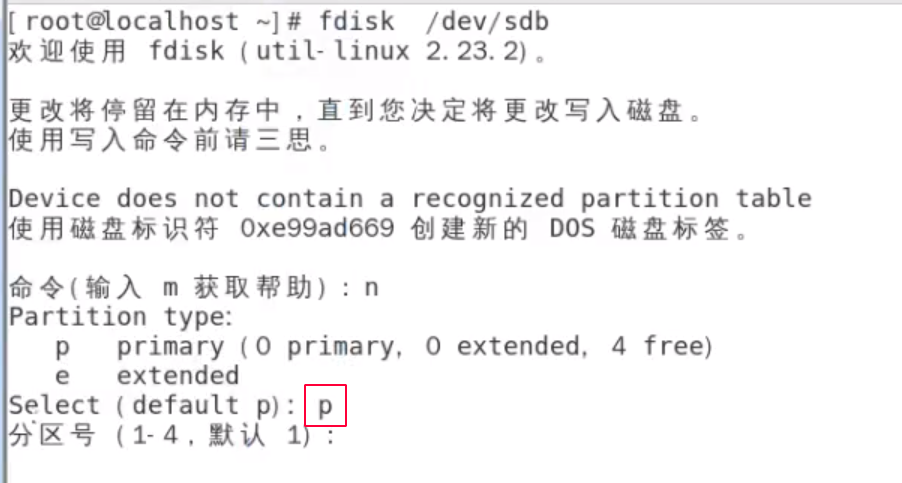 [root@localhost ~]# fdisk  /dev/sdb
欢迎使用 fdisk (util-linux 2.23.2)。
更改将停留在内存中，直到您决定将更改写入磁盘。
使用写入命令前请三思。
Device does not contain a recognized partition table
使用磁盘标识符 0xe99ad669 创建新的 DOS 磁盘标签。
命令(输入 m 获取帮助)：n
Partition type:
   p   primary (0 primary, 0 extended, 4 free)
   e   extended
Select (default p): p
分区号 (1-4，默认 1)：